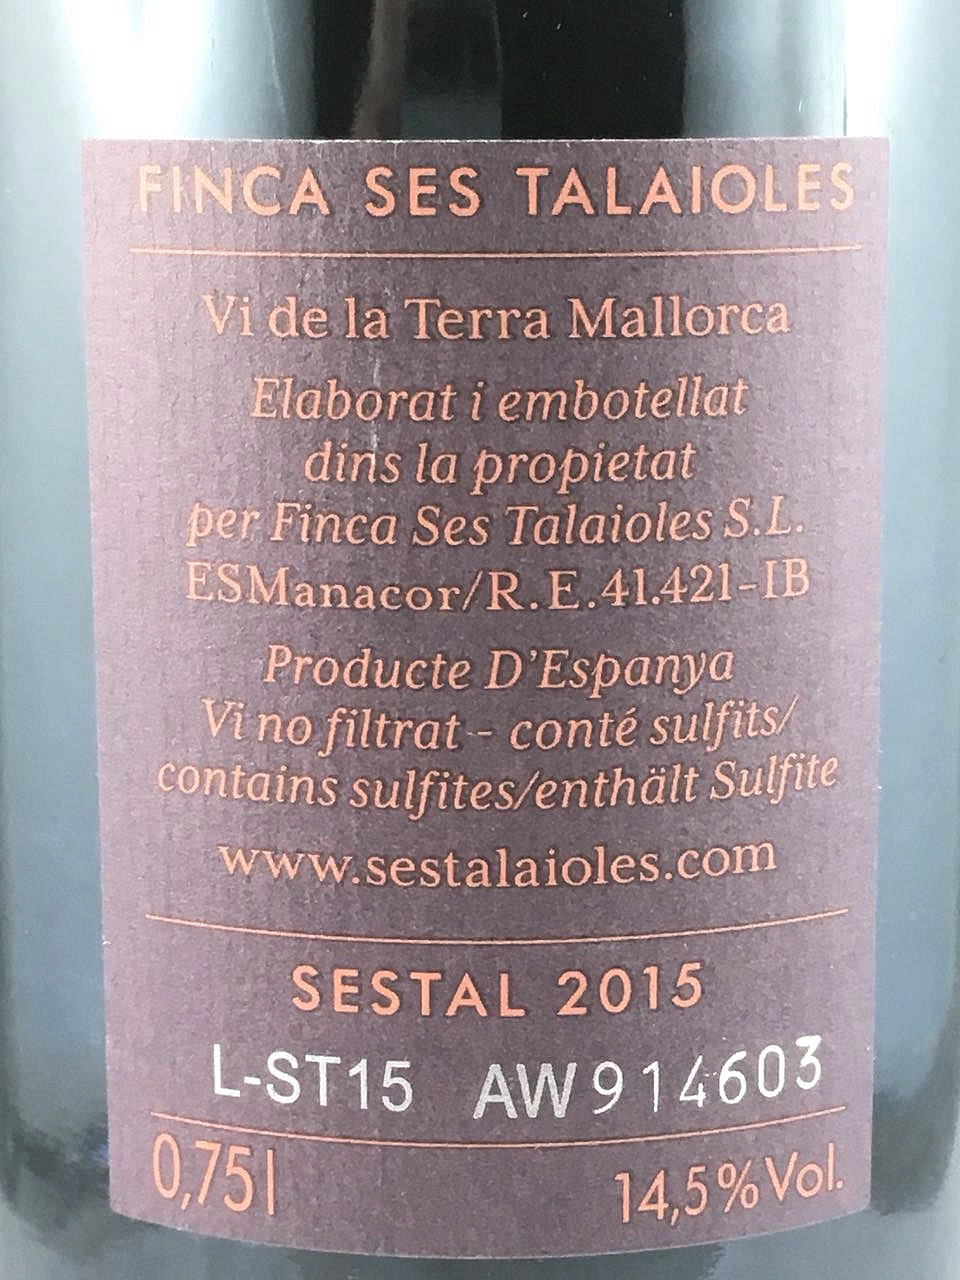 FINCA SES TALAIOLES
Vi de la Terra Mallorca
Elaborat i embotellat
dins la propietat
per Finca Ses Talaioles S.L.
ESManacor/R.E.41.421-IB
Producte D'Espanya
Vi no filtrat - conté sulfits/
contains sulfites/enthält Sulfite
www.sestalaioles.com
SESTAL 2015
L-ST15 AW914603
0,75l 14,5%Vol.